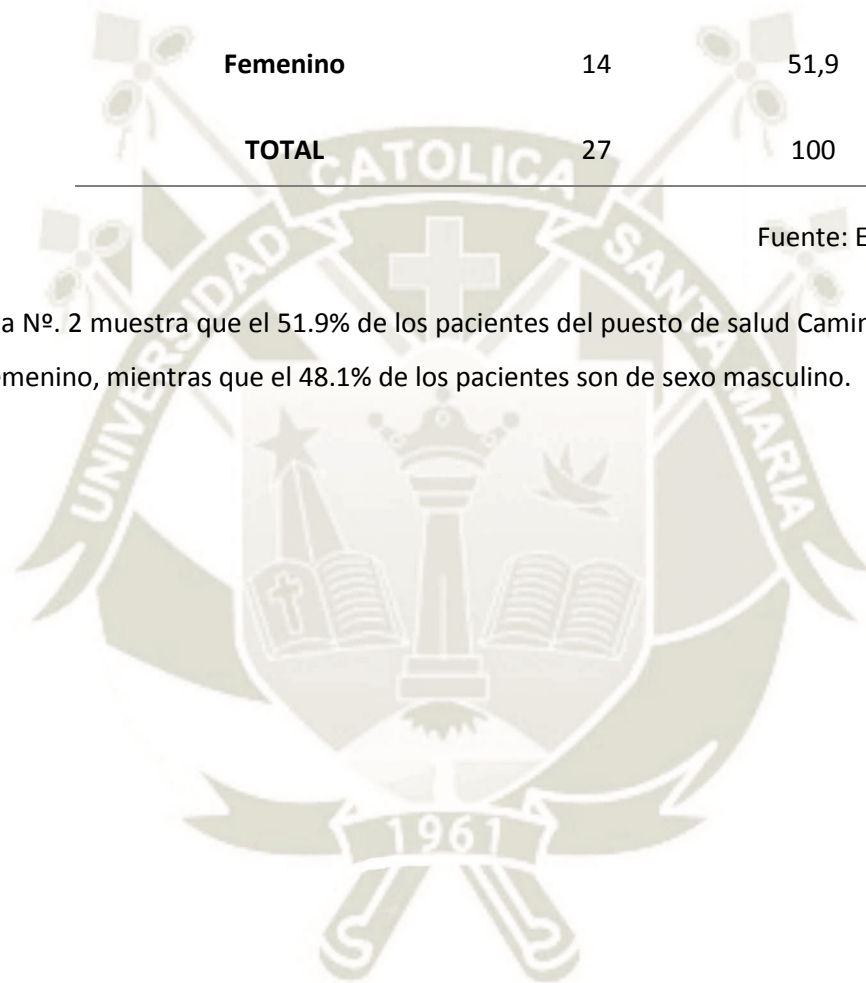 Femenino 14 51,9
TOTAL 27 100
Fuente: E
a Nº. 2 muestra que el 51.9% de los pacientes del puesto de salud Camin
emenino, mientras que el 48.1% de los pacientes son de sexo masculino.
UNIVERSIDAD CATOLICA SANTA MARIA
1961